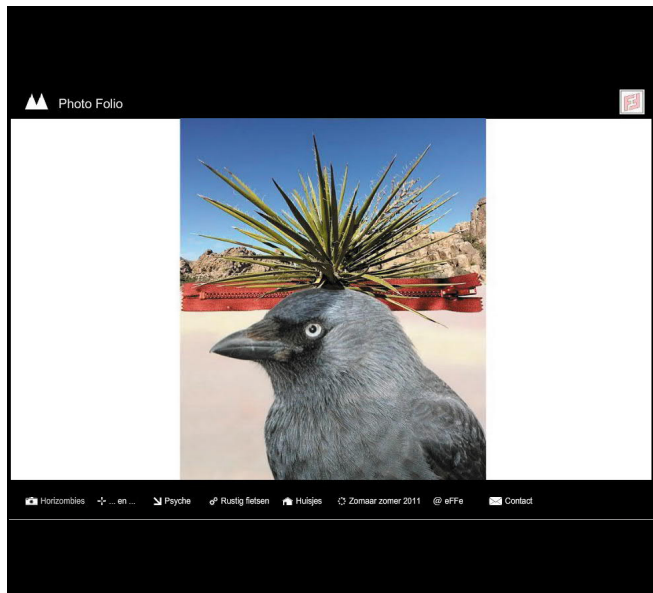 Photo Folio
Horizombies ... en ... Psyche Rustig fietsen Huisjes Zomaar zomer 2011 @ eFFe Contact